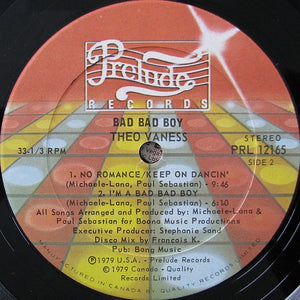 Prelude
RECORDS
BAD BAD BOY
THEO VANESS
33-1/3 RPM
STEREO
PRL 12165
SIDE 2
1. NO ROMANCE/KEEP ON DANCIN'
(Michaele-Lana, Paul Sebastian) - 9:46
2. I'M A BAD BAD BOY
(Michaele-Lana, Paul Sebastian) - 6:10
All Songs Arranged and Produced by: Michaele-Lana &
Paul Sebastian for Boona Music Productions
Executive Producer: Stephanie Sand
Disco Mix by Francois K.
Pub: Bang Music
℗1979 U.S.A. - Prelude Records
©1979 Canada - Quality
Records Limited
MANUFACTURED IN CANADA BY QUALITY RECORDS LIMITED